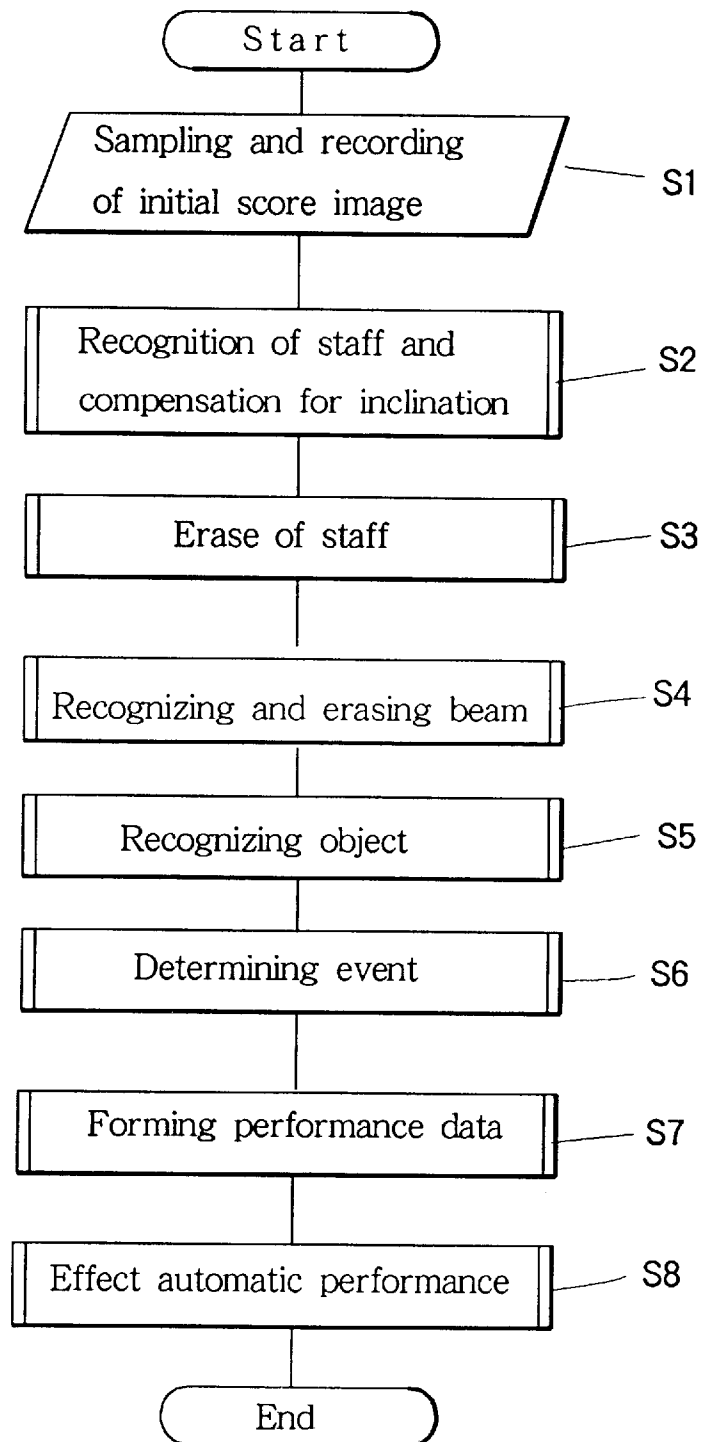 Start
Sampling and recording
of initial score image
S1
Recognition of staff and
compensation for inclination
S2
Erase of staff
S3
Recognizing and erasing beam
S4
Recognizing object
S5
Determining event
S6
Forming performance data
S7
Effect automatic performance
S8
End